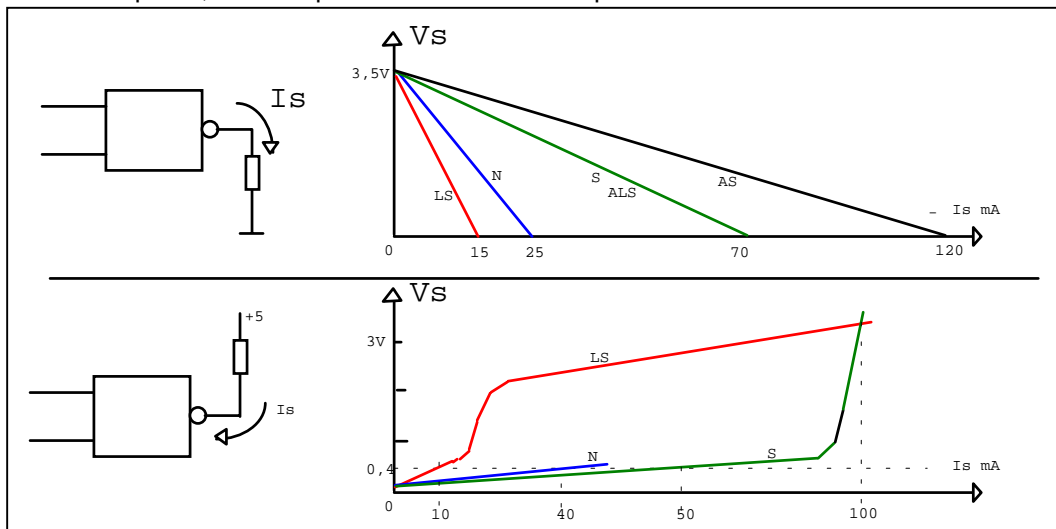 Vs
3,5V
Is
N
S
AS
LS
ALS
– Is mA
0 15 25 70 120
Vs
+5
3V
LS
Is
N
S
0,4
Is mA
0 10 40 50 100